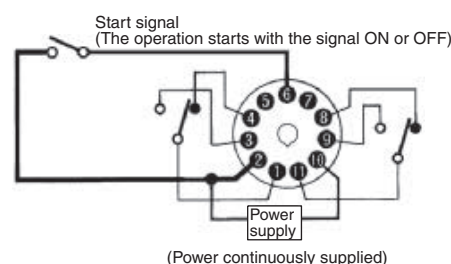 Start signal
(The operation starts with the signal ON or OFF)
6
5 7
4 8
3 9
2 10
1 11
Power
supply
(Power continuously supplied)